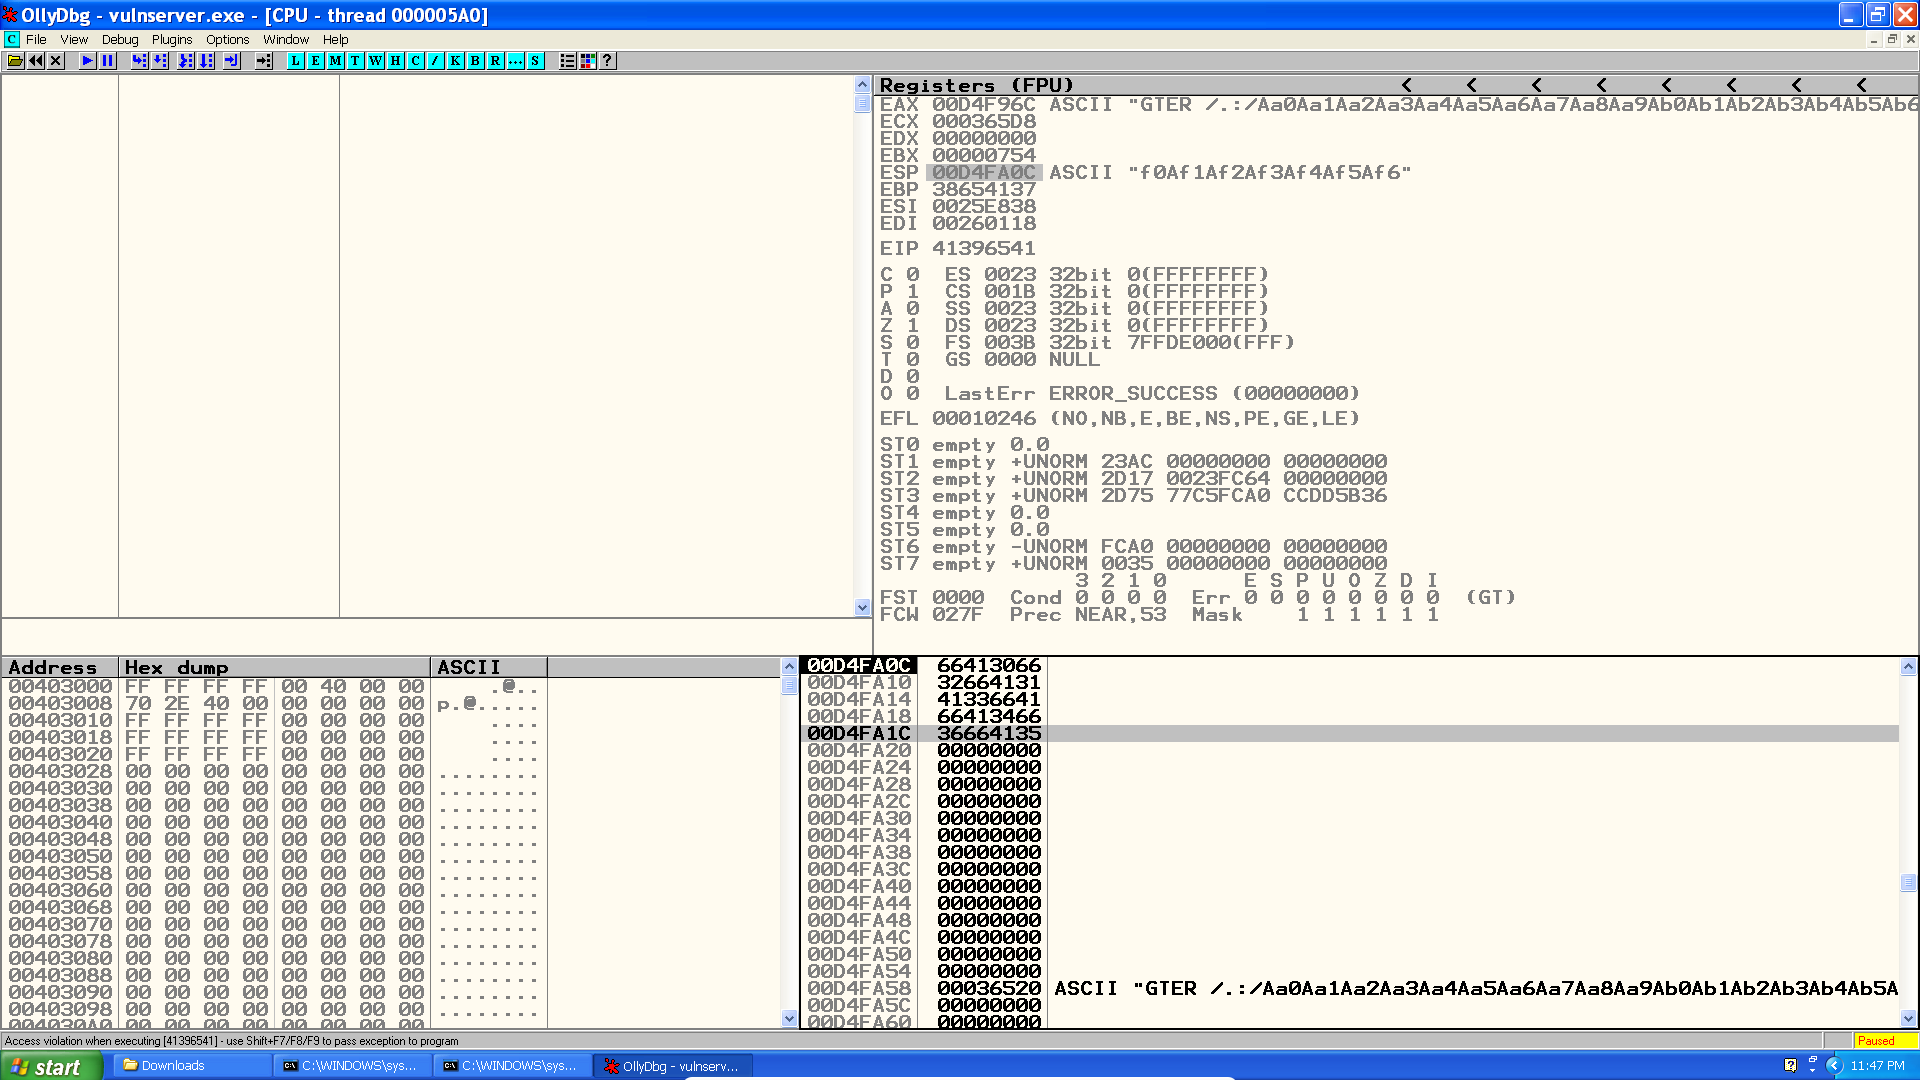 OllyDbg - vulnserver.exe - [CPU - thread 000005A0]
C File View Debug Plugins Options Window Help
L E M T W H C / K B R ... S ?
Registers (FPU) < < < < < < < <
EAX 00D4F96C ASCII "GTER /.:/Aa0Aa1Aa2Aa3Aa4Aa5Aa6Aa7Aa8Aa9Ab0Ab1Ab2Ab3Ab4Ab5Ab6
ECX 000365D8
EDX 00000000
EBX 00000754
ESP 00D4FA0C ASCII "f0Af1Af2Af3Af4Af5Af6"
EBP 38654137
ESI 0025E838
EDI 00260118
EIP 41396541
C 0 ES 0023 32bit 0(FFFFFFFF)
P 1 CS 001B 32bit 0(FFFFFFFF)
A 0 SS 0023 32bit 0(FFFFFFFF)
Z 1 DS 0023 32bit 0(FFFFFFFF)
S 0 FS 003B 32bit 7FFDE000(FFF)
T 0 GS 0000 NULL
D 0
O 0 LastErr ERROR_SUCCESS (00000000)
EFL 00010246 (NO,NB,E,BE,NS,PE,GE,LE)
ST0 empty 0.0
ST1 empty +UNORM 23AC 00000000 00000000
ST2 empty +UNORM 2D17 0023FC64 00000000
ST3 empty +UNORM 2D75 77C5FCA0 CCDD5B36
ST4 empty 0.0
ST5 empty 0.0
ST6 empty -UNORM FCA0 00000000 00000000
ST7 empty +UNORM 0035 00000000 00000000
3 2 1 0 E S P U O Z D I
FST 0000 Cond 0 0 0 0 Err 0 0 0 0 0 0 0 0 (GT)
FCW 027F Prec NEAR,53 Mask 1 1 1 1 1 1
Address Hex dump ASCII
00403000 FF FF FF FF 00 40 00 00 .@..
00403008 70 2E 40 00 00 00 00 00 p.@.....
00403010 FF FF FF FF 00 00 00 00 ....
00403018 FF FF FF FF 00 00 00 00 ....
00403020 FF FF FF FF 00 00 00 00 ....
00403028 00 00 00 00 00 00 00 00 ........
00403030 00 00 00 00 00 00 00 00 ........
00403038 00 00 00 00 00 00 00 00 ........
00403040 00 00 00 00 00 00 00 00 ........
00403048 00 00 00 00 00 00 00 00 ........
00403050 00 00 00 00 00 00 00 00 ........
00403058 00 00 00 00 00 00 00 00 ........
00403060 00 00 00 00 00 00 00 00 ........
00403068 00 00 00 00 00 00 00 00 ........
00403070 00 00 00 00 00 00 00 00 ........
00403078 00 00 00 00 00 00 00 00 ........
00403080 00 00 00 00 00 00 00 00 ........
00403088 00 00 00 00 00 00 00 00 ........
00403090 00 00 00 00 00 00 00 00 ........
00403098 00 00 00 00 00 00 00 00 ........
004030A0 00 00 00 00 00 00 00 00 ........
00D4FA0C 66413066
00D4FA10 32664131
00D4FA14 41336641
00D4FA18 66413466
00D4FA1C 36664135
00D4FA20 00000000
00D4FA24 00000000
00D4FA28 00000000
00D4FA2C 00000000
00D4FA30 00000000
00D4FA34 00000000
00D4FA38 00000000
00D4FA3C 00000000
00D4FA40 00000000
00D4FA44 00000000
00D4FA48 00000000
00D4FA4C 00000000
00D4FA50 00000000
00D4FA54 00000000
00D4FA58 00036520 ASCII "GTER /.:/Aa0Aa1Aa2Aa3Aa4Aa5Aa6Aa7Aa8Aa9Ab0Ab1Ab2Ab3Ab4Ab5A
00D4FA5C 00000000
00D4FA60 00000000
Access violation when executing [41396541] - use Shift+F7/F8/F9 to pass exception to program
Paused
start Downloads C:\WINDOWS\sys... C:\WINDOWS\sys... OllyDbg - vulnserv... 11:47 PM